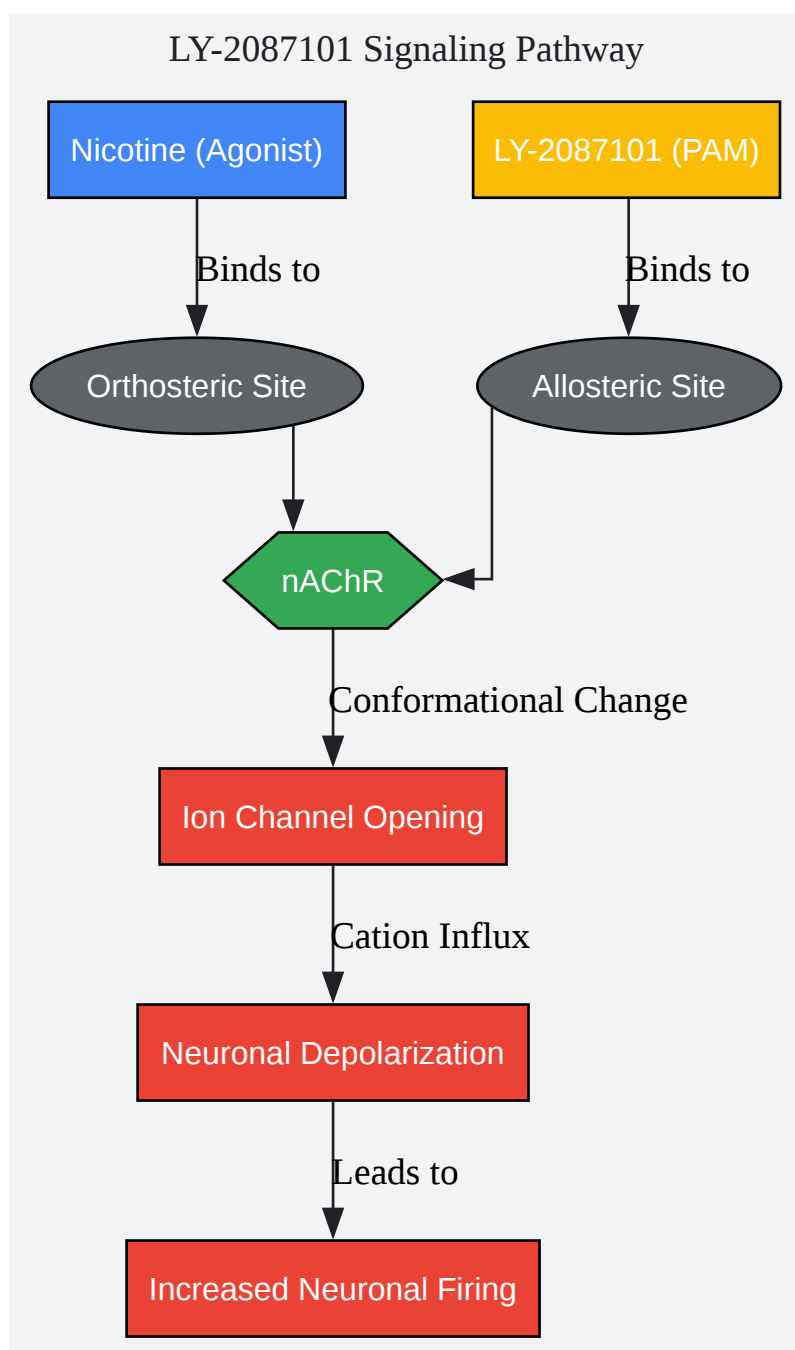 LY-2087101 Signaling Pathway
Nicotine (Agonist)
LY-2087101 (PAM)
Binds to
Binds to
Orthosteric Site
Allosteric Site
nAChR
Conformational Change
Ion Channel Opening
Cation Influx
Neuronal Depolarization
Leads to
Increased Neuronal Firing